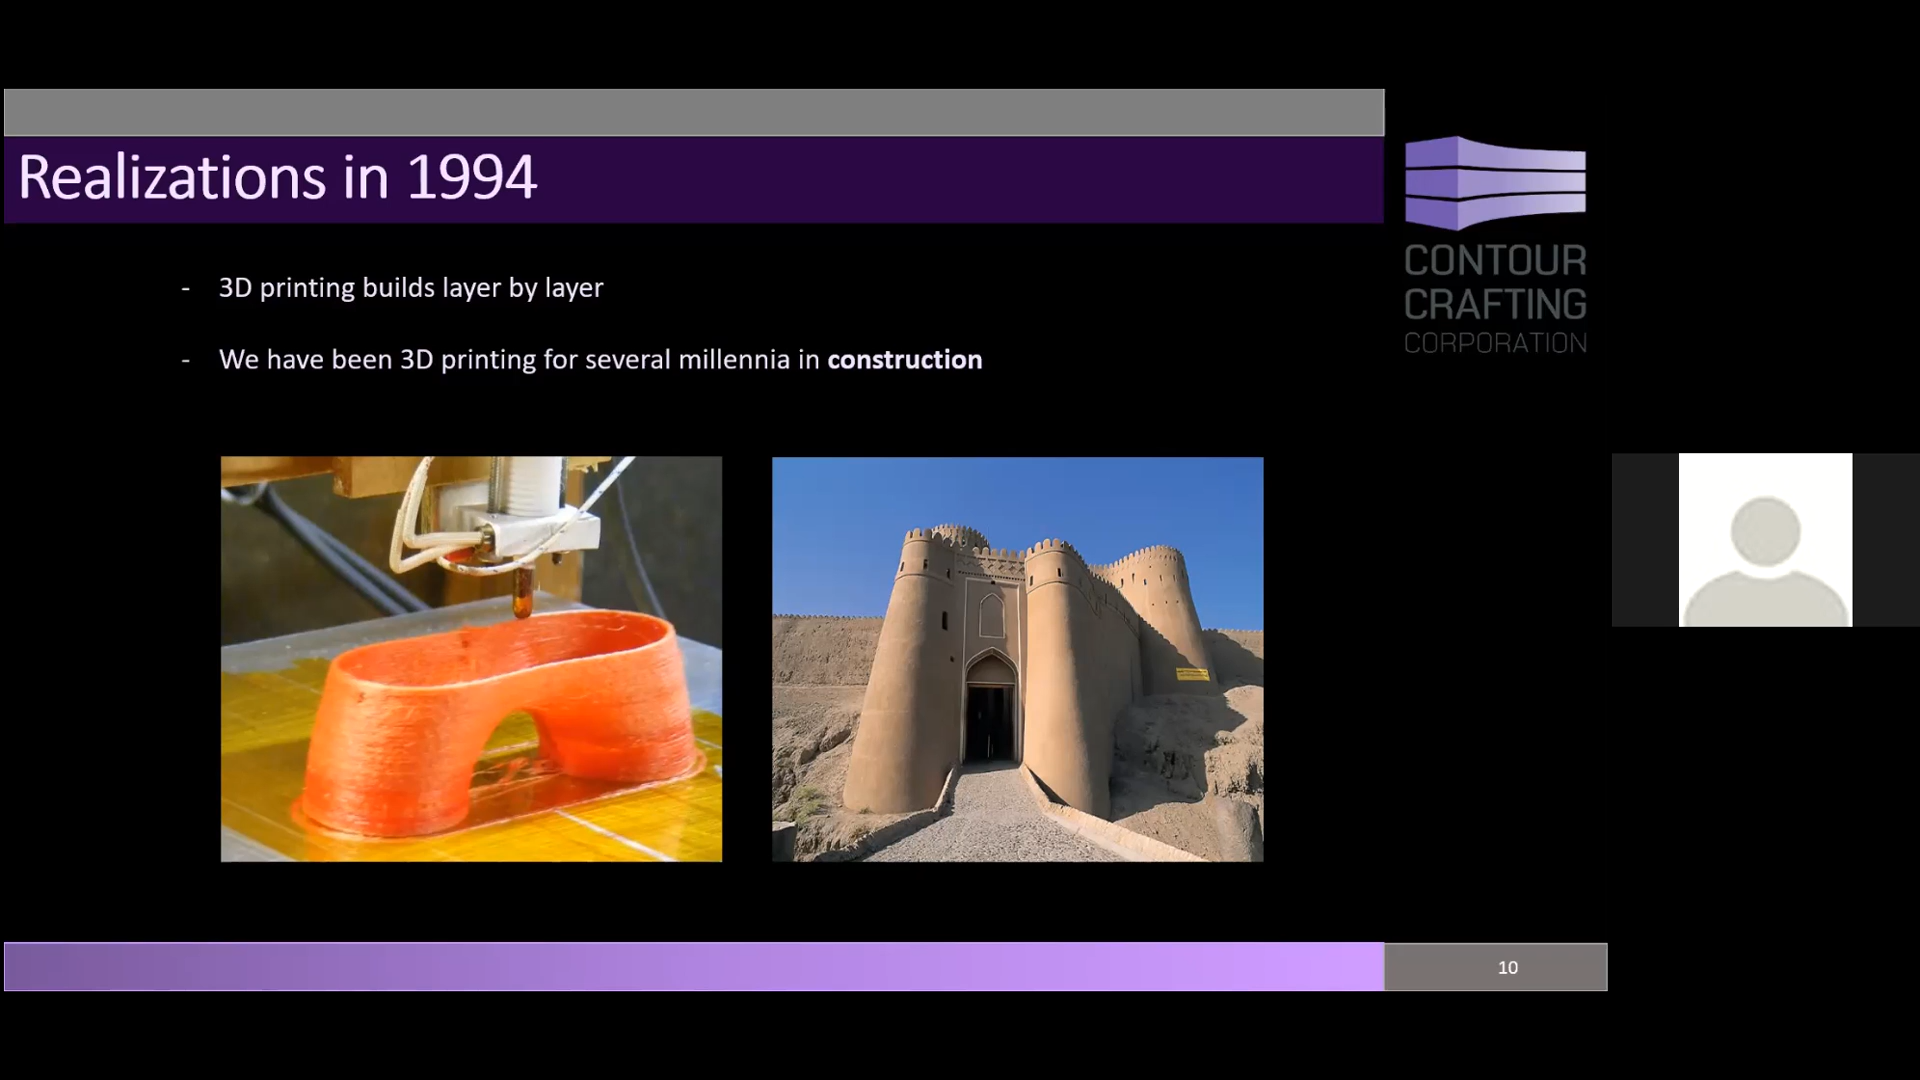 Realizations in 1994
- 3D printing builds layer by layer
- We have been 3D printing for several millennia in construction
CONTOUR
CRAFTING
CORPORATION
10